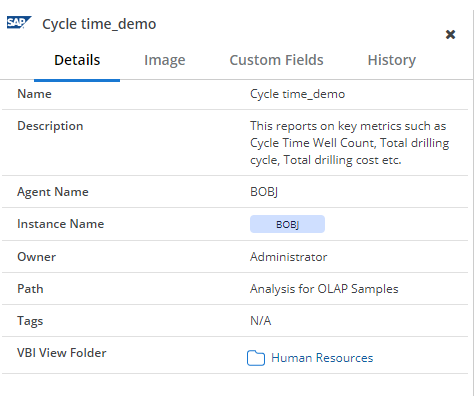 SAP Cycle time_demo
Details Image Custom Fields History
Name Cycle time_demo
Description This reports on key metrics such as
Cycle Time Well Count, Total drilling
cycle, Total drilling cost etc.
Agent Name BOBJ
Instance Name BOBJ
Owner Administrator
Path Analysis for OLAP Samples
Tags N/A
VBI View Folder Human Resources